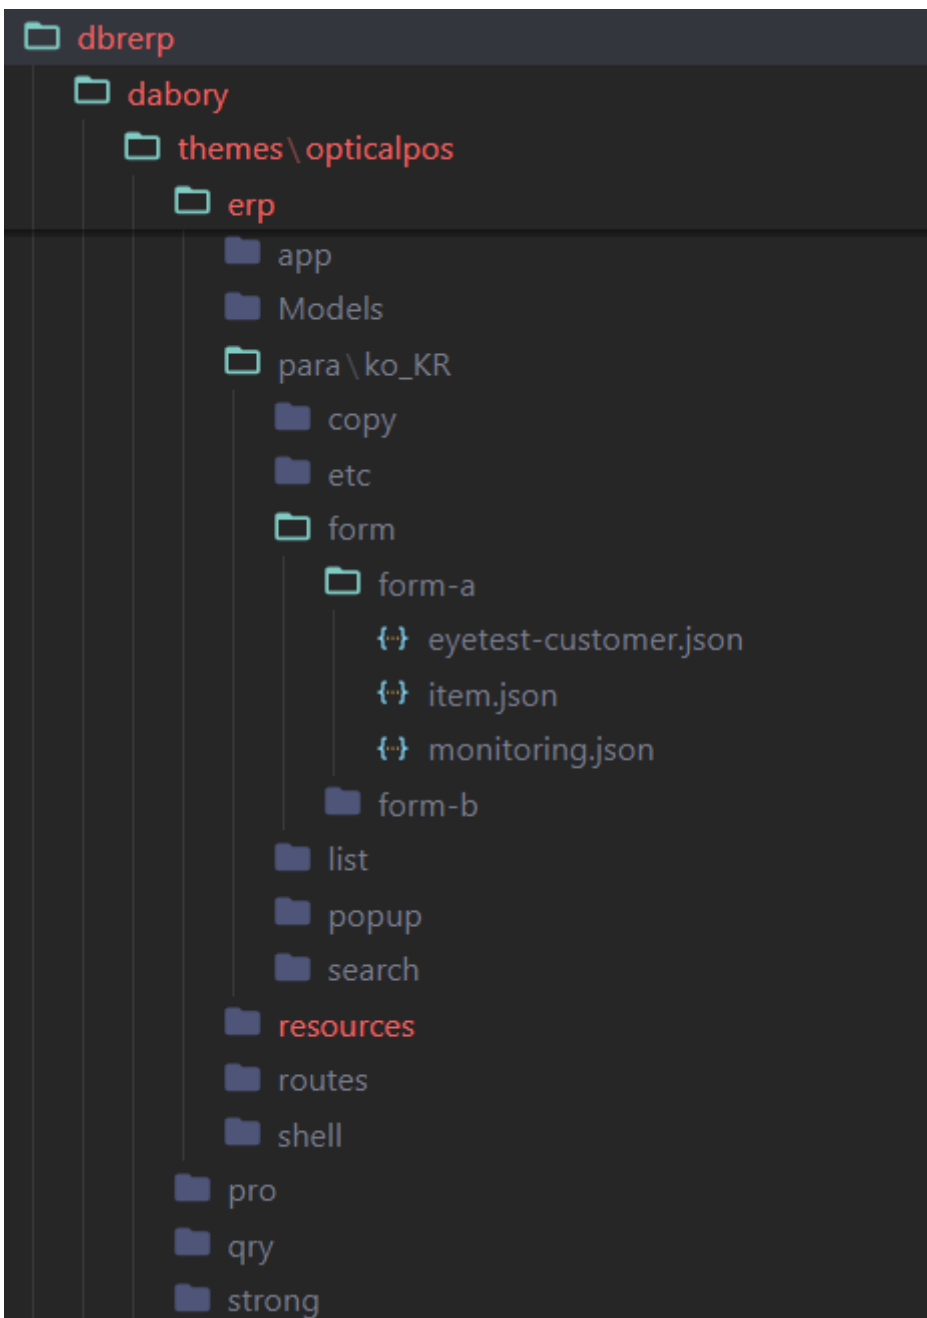 dbrerp
dabory
themes\opticalpos
erp
app
Models
para\ko_KR
copy
etc
form
form-a
eyetest-customer.json
item.json
monitoring.json
form-b
list
popup
search
resources
routes
shell
pro
qry
strong